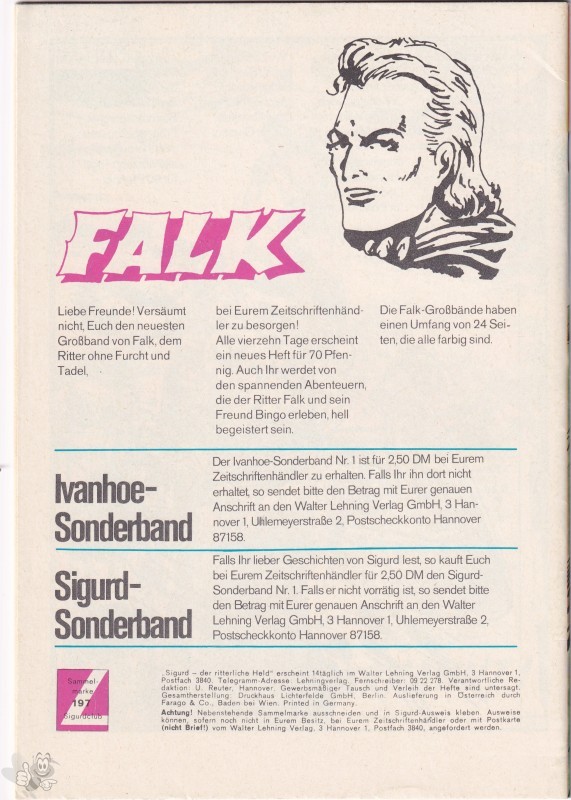 FALK
Liebe Freunde! Versäumt
nicht, Euch den neuesten
Großband von Falk, dem
Ritter ohne Furcht und
Tadel,
bei Eurem Zeitschriftenhänd-
ler zu besorgen!
Alle vierzehn Tage erscheint
ein neues Heft für 70 Pfen-
nig. Auch Ihr werdet von
den spannenden Abenteuern,
die der Ritter Falk und sein
Freund Bingo erleben, hell
begeistert sein.
Die Falk-Großbände haben
einen Umfang von 24 Sei-
ten, die alle farbig sind.
Ivanhoe-
Sonderband
Der Ivanhoe-Sonderband Nr. 1 ist für 2,50 DM bei Eurem
Zeitschriftenhändler zu erhalten. Falls Ihr ihn dort nicht
erhaltet, so sendet bitte den Betrag mit Eurer genauen
Anschrift an den Walter Lehning Verlag GmbH, 3 Han-
nover 1, Uhlemeyerstraße 2, Postscheckkonto Hannover
87158.
Sigurd-
Sonderband
Falls Ihr lieber Geschichten von Sigurd lest, so kauft Euch
bei Eurem Zeitschriftenhändler für 2,50 DM den Sigurd-
Sonderband Nr. 1. Falls er nicht vorrätig ist, so sendet bitte
den Betrag mit Eurer genauen Anschrift an den Walter
Lehning Verlag GmbH, 3 Hannover 1, Uhlemeyerstraße 2,
Postscheckkonto Hannover 87158.
Sammel-
marke
197
Sigurdclub
„Sigurd – der ritterliche Held" erscheint 14täglich im Walter Lehning Verlag GmbH, 3 Hannover 1,
Postfach 3840. Telegramm-Adresse: Lehningverlag. Fernschreiber: 09 22 278. Verantwortliche Re-
daktion: U. Reuter, Hannover. Gewerbsmäßiger Tausch und Verleih der Hefte sind untersagt.
Gesamtherstellung: Druckhaus Lichterfelde GmbH, Berlin. Auslieferung in Österreich durch
Farago & Co., Baden bei Wien. Printed in Germany.
Achtung! Nebenstehende Sammelmarke ausschneiden und in Sigurd-Ausweis kleben. Ausweise
können, sofern noch nicht in Eurem Besitz, bei Eurem Zeitschriftenhändler oder mit Postkarte
(nicht Brief!) vom Walter Lehning Verlag, 3 Hannover 1, Postfach 3840, angefordert werden.